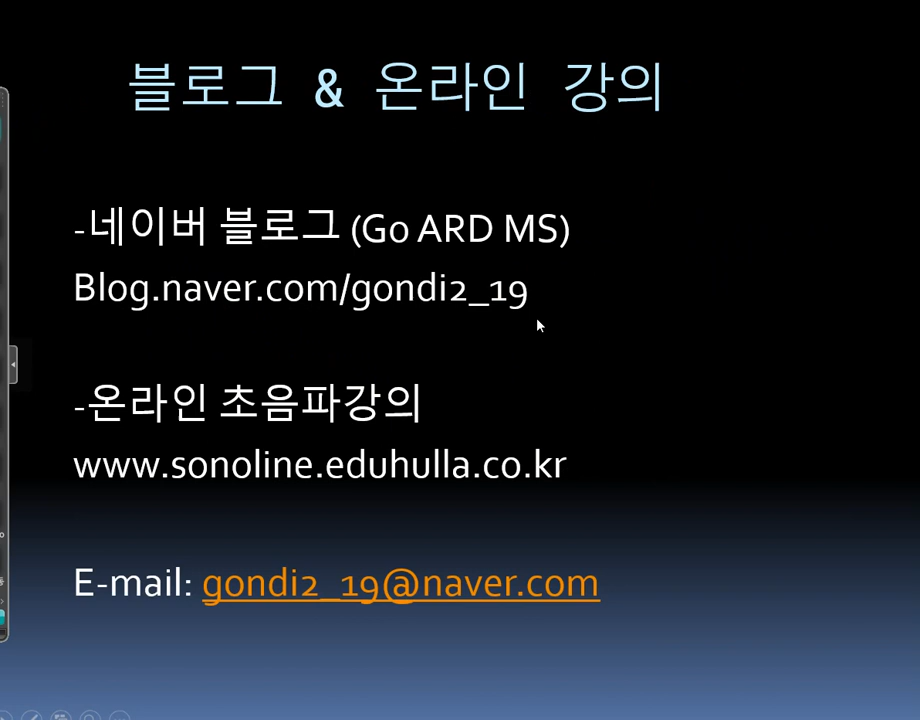 블로그 & 온라인 강의
-네이버 블로그 (Go ARD MS)
Blog.naver.com/gondi2_19
-온라인 초음파강의
www.sonoline.eduhulla.co.kr
E-mail: gondi2_19@naver.com